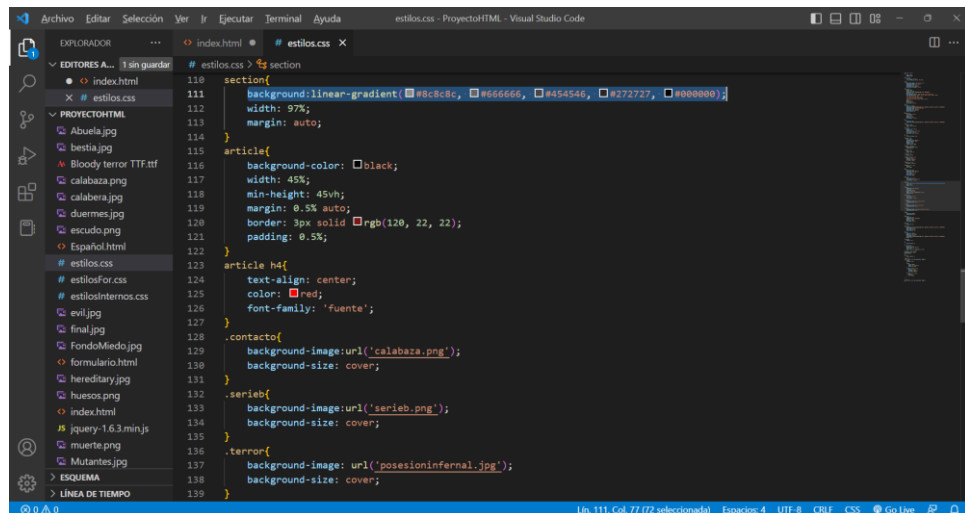 Archivo Editar Selección Ver Ir Ejecutar Terminal Ayuda
estilos.css - ProyectoHTML - Visual Studio Code
EXPLORADOR
EDITORES A... 1 sin guardar
<> index.html
# estilos.css
PROYECTOHTML
Abuela.jpg
bestia.jpg
Bloody terror TTF.ttf
calabaza.png
calabera.jpg
duermes.jpg
escudo.png
<> Español.html
# estilos.css
# estilosFor.css
# estilosInternos.css
evil.jpg
final.jpg
FondoMiedo.jpg
<> formulario.html
hereditary.jpg
huesos.png
<> index.html
JS jquery-1.6.3.min.js
muerte.png
Mutantes.jpg
ESQUEMA
LÍNEA DE TIEMPO
<> index.html
# estilos.css
# estilos.css > section
110 section{
111 background:linear-gradient(#8c8c8c, #666666, #454546, #272727, #000000);
112 width: 97%;
113 margin: auto;
114 }
115 article{
116 background-color: black;
117 width: 45%;
118 min-height: 45vh;
119 margin: 0.5% auto;
120 border: 3px solid rgb(120, 22, 22);
121 padding: 0.5%;
122 }
123 article h4{
124 text-align: center;
125 color: red;
126 font-family: 'fuente';
127 }
128 .contacto{
129 background-image:url('calabaza.png');
130 background-size: cover;
131 }
132 .serieb{
133 background-image:url('serieb.png');
134 background-size: cover;
135 }
136 .terror{
137 background-image: url('posesioninfernal.jpg');
138 background-size: cover;
139 }
0 0 Lín. 111, Col. 77 (72 seleccionada) Espacios: 4 UTF-8 CRLF CSS Go Live